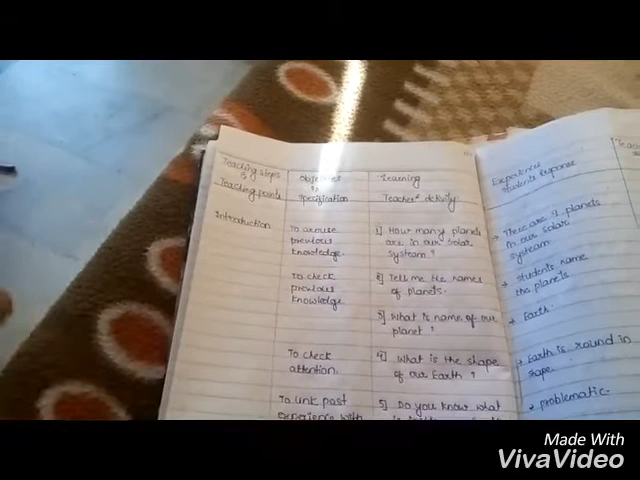 Teaching steps
&
Teaching points
Introduction
objectives
&
specification
To arouse
previous
knowledge.
To check
previous
knowledge
To check
attention.
To link past
experience with
Learning
Teacher's activity
1] How many planets
are in our solar
systeam ?
2] Tell me the names
of planets.
3] What is name of our
planet ?
4] What is the shape
of our Earth ?
5] Do you know what
Experiences
students response
→ There are 9 planets
in our solar
systeam
→ students name
the planets
→ Earth
→ Earth is round in
shape.
→ problematic.
Made With
VivaVideo